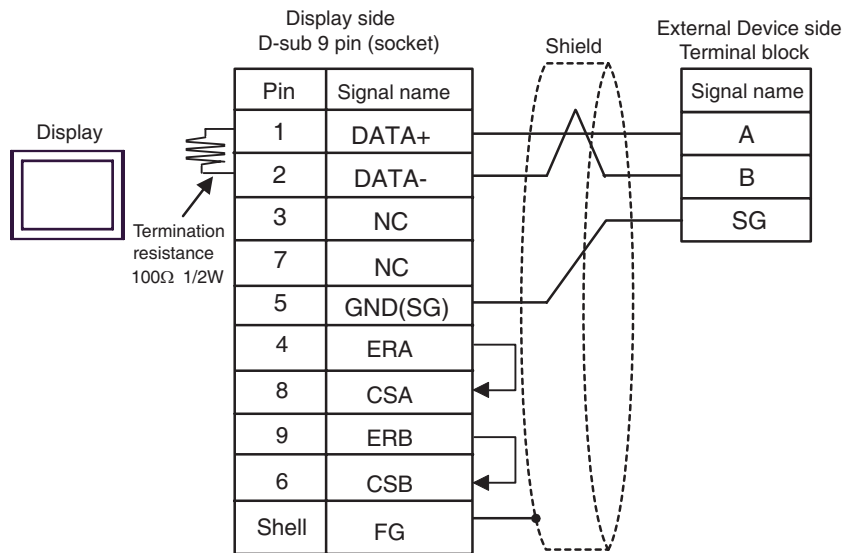 Display side
D-sub 9 pin (socket)
Shield
External Device side
Terminal block
Pin Signal name
Signal name
1 DATA+
A
Display
2 DATA-
B
3 NC
SG
Termination
resistance
100Ω 1/2W
7 NC
5 GND(SG)
4 ERA
8 CSA
9 ERB
6 CSB
Shell FG